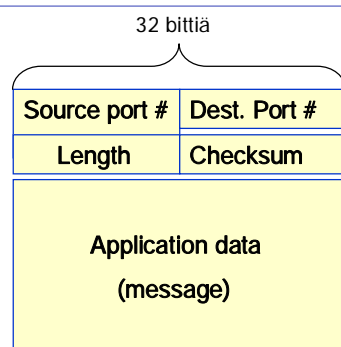 32 bittiä
Source port # Dest. Port #
Length Checksum
Application data
(message)